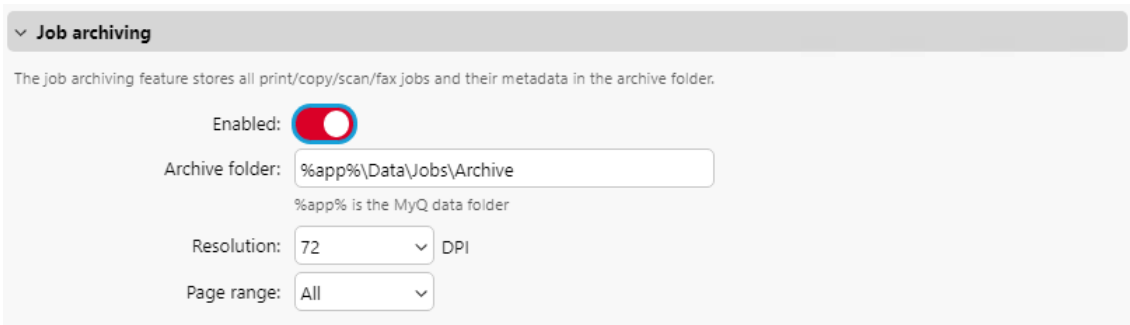 Job archiving
The job archiving feature stores all print/copy/scan/fax jobs and their metadata in the archive folder.
Enabled:
Archive folder: %app%\Data\Jobs\Archive
%app% is the MyQ data folder
Resolution: 72 DPI
Page range: All